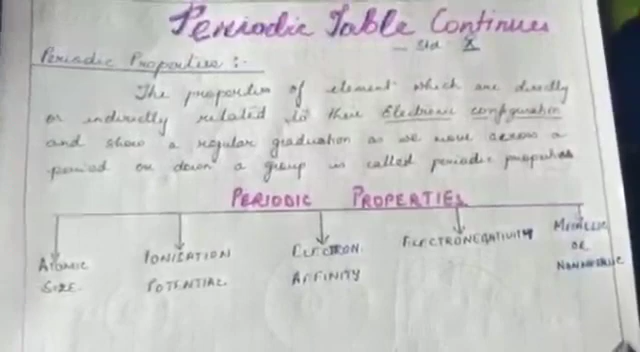 Periodic Table Continues
- Std - X
Periodic Properties :-
The properties of element which are directly
or indirectly related to their Electronic configuration
and show a regular graduation as we move across a
period or down a group is called periodic properties
PERIODIC PROPERTIES
ATOMIC SIZE
IONISATION POTENTIAL
ELECTRON AFFINITY
ELECTRONEGATIVITY
METALLIC OR NONMETALLIC